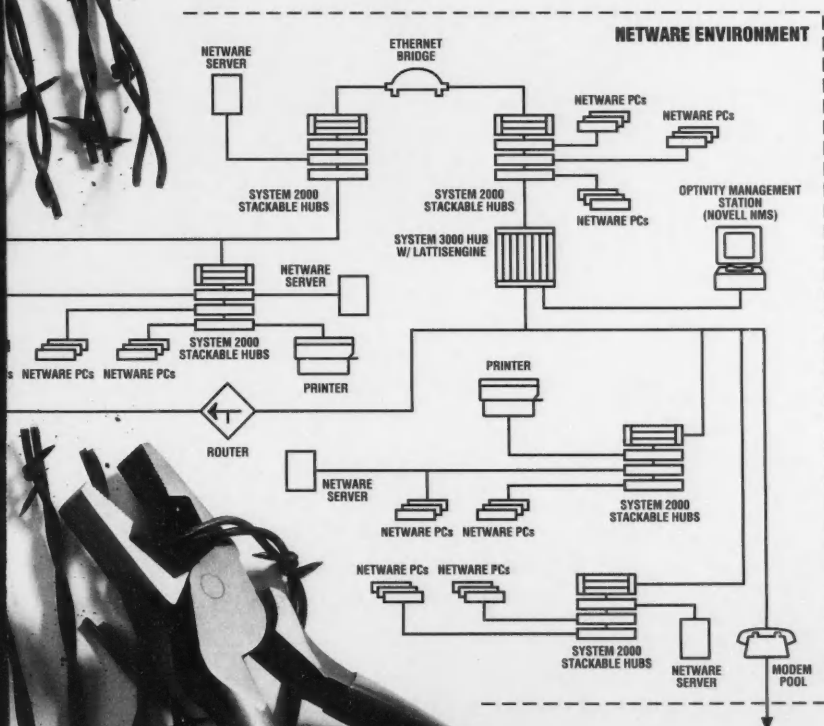 NETWARE ENVIRONMENT
NETWARE
SERVER
ETHERNET
BRIDGE
NETWARE PCs
NETWARE PCs
SYSTEM 2000
STACKABLE HUBS
SYSTEM 2000
STACKABLE HUBS
NETWARE PCs
OPTIVITY MANAGEMENT
STATION
(NOVELL NMS)
SYSTEM 3000 HUB
W/ LATTISENGINE
NETWARE
SERVER
SYSTEM 2000
STACKABLE HUBS
s
NETWARE PCs
NETWARE PCs
PRINTER
PRINTER
ROUTER
NETWARE
SERVER
NETWARE PCs
NETWARE PCs
SYSTEM 2000
STACKABLE HUBS
NETWARE PCs
NETWARE PCs
SYSTEM 2000
STACKABLE HUBS
NETWARE
SERVER
MODEM
POOL